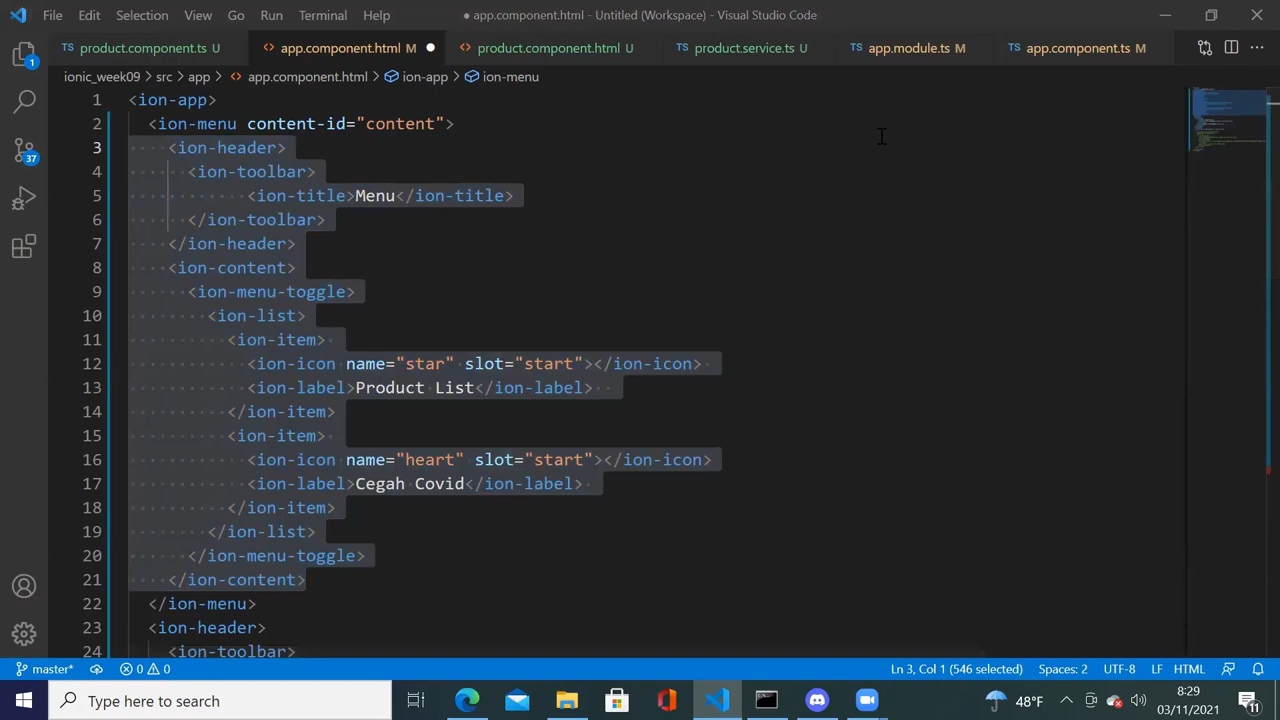 File Edit Selection View Go Run Terminal Help
● app.component.html - Untitled (Workspace) - Visual Studio Code
product.component.ts U
app.component.html M ●
product.component.html U
product.service.ts U
app.module.ts M
app.component.ts M
ionic_week09 > src > app > app.component.html > ion-app > ion-menu
1 <ion-app>
2 <ion-menu content-id="content">
3 <ion-header>
4 <ion-toolbar>
5 <ion-title>Menu</ion-title>
6 </ion-toolbar>
7 </ion-header>
8 <ion-content>
9 <ion-menu-toggle>
10 <ion-list>
11 <ion-item>
12 <ion-icon name="star" slot="start"></ion-icon>
13 <ion-label>Product List</ion-label>
14 </ion-item>
15 <ion-item>
16 <ion-icon name="heart" slot="start"></ion-icon>
17 <ion-label>Cegah Covid</ion-label>
18 </ion-item>
19 </ion-list>
20 </ion-menu-toggle>
21 </ion-content>
22 </ion-menu>
23 <ion-header>
24 <ion-toolbar>
1
37
master* 0 0 Ln 3, Col 1 (546 selected) Spaces: 2 UTF-8 LF HTML
Type here to search
48°F
8:29
03/11/2021
11